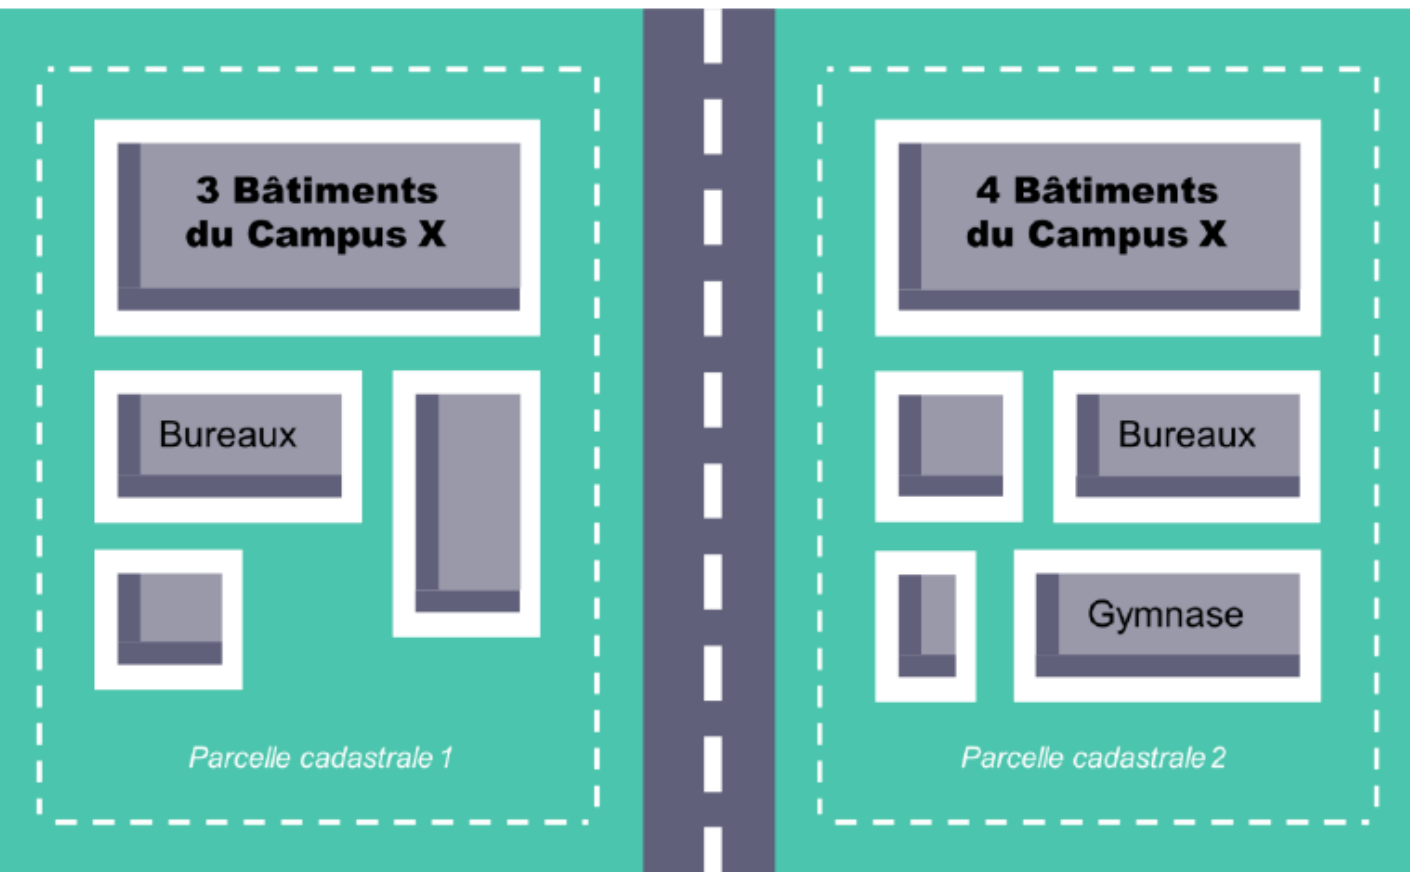 3 Bâtiments
du Campus X
Bureaux
Parcelle cadastrale 1
4 Bâtiments
du Campus X
Bureaux
Gymnase
Parcelle cadastrale 2